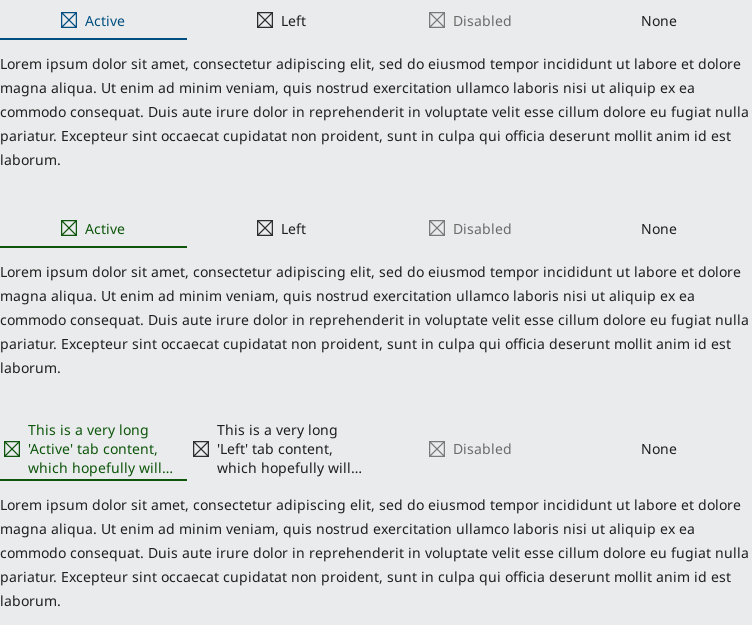 Active Left Disabled None
Lorem ipsum dolor sit amet, consectetur adipiscing elit, sed do eiusmod tempor incididunt ut labore et dolore
magna aliqua. Ut enim ad minim veniam, quis nostrud exercitation ullamco laboris nisi ut aliquip ex ea
commodo consequat. Duis aute irure dolor in reprehenderit in voluptate velit esse cillum dolore eu fugiat nulla
pariatur. Excepteur sint occaecat cupidatat non proident, sunt in culpa qui officia deserunt mollit anim id est
laborum.
Active Left Disabled None
Lorem ipsum dolor sit amet, consectetur adipiscing elit, sed do eiusmod tempor incididunt ut labore et dolore
magna aliqua. Ut enim ad minim veniam, quis nostrud exercitation ullamco laboris nisi ut aliquip ex ea
commodo consequat. Duis aute irure dolor in reprehenderit in voluptate velit esse cillum dolore eu fugiat nulla
pariatur. Excepteur sint occaecat cupidatat non proident, sunt in culpa qui officia deserunt mollit anim id est
laborum.
This is a very long
'Active' tab content,
which hopefully will...
This is a very long
'Left' tab content,
which hopefully will...
Disabled
None
Lorem ipsum dolor sit amet, consectetur adipiscing elit, sed do eiusmod tempor incididunt ut labore et dolore
magna aliqua. Ut enim ad minim veniam, quis nostrud exercitation ullamco laboris nisi ut aliquip ex ea
commodo consequat. Duis aute irure dolor in reprehenderit in voluptate velit esse cillum dolore eu fugiat nulla
pariatur. Excepteur sint occaecat cupidatat non proident, sunt in culpa qui officia deserunt mollit anim id est
laborum.